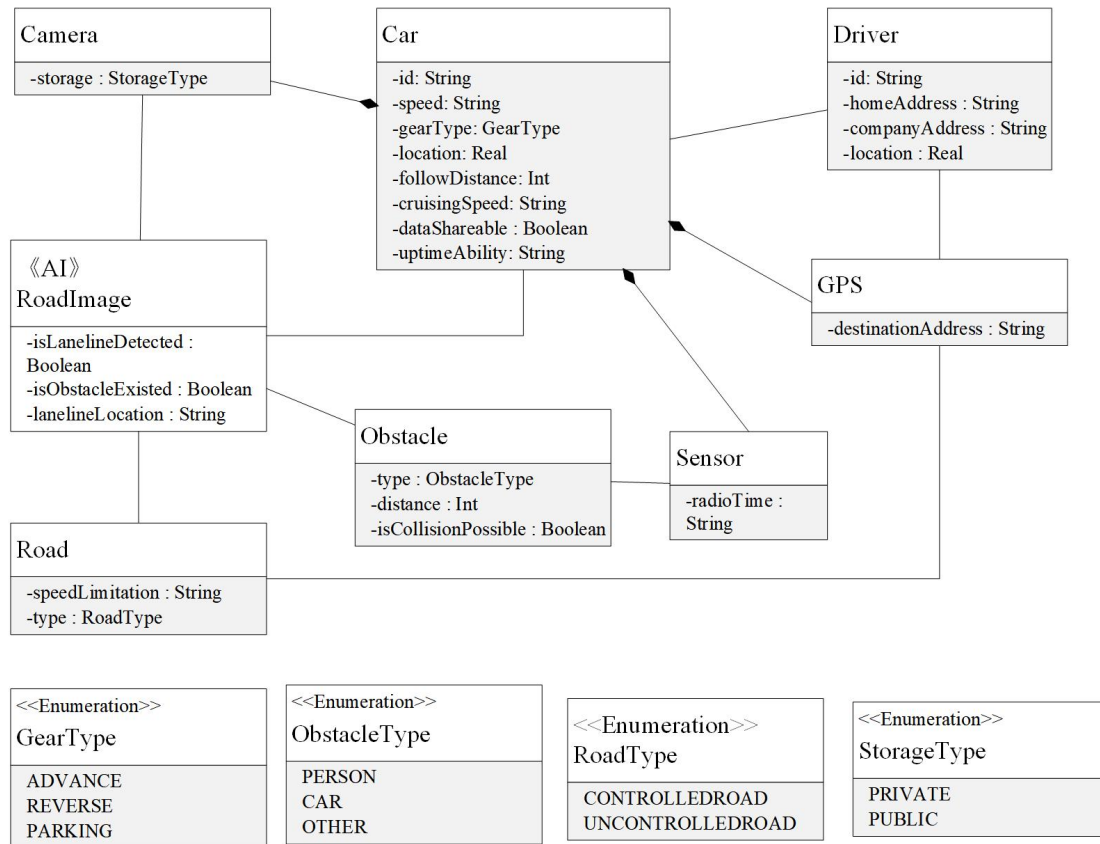 Camera
-storage : StorageType
Car
-id: String
-speed: String
-gearType: GearType
-location: Real
-followDistance: Int
-cruisingSpeed: String
-dataShareable : Boolean
-uptimeAbility: String
Driver
-id: String
-homeAddress : String
-companyAddress : String
-location : Real
《AI》
RoadImage
-isLanelineDetected :
Boolean
-isObstacleExisted : Boolean
-lanelineLocation : String
GPS
-destinationAddress : String
Obstacle
-type : ObstacleType
-distance : Int
-isCollisionPossible : Boolean
Sensor
-radioTime :
String
Road
-speedLimitation : String
-type : RoadType
<<Enumeration>>
GearType
ADVANCE
REVERSE
PARKING
<<Enumeration>>
ObstacleType
PERSON
CAR
OTHER
<<Enumeration>>
RoadType
CONTROLLEDROAD
UNCONTROLLEDROAD
<<Enumeration>>
StorageType
PRIVATE
PUBLIC